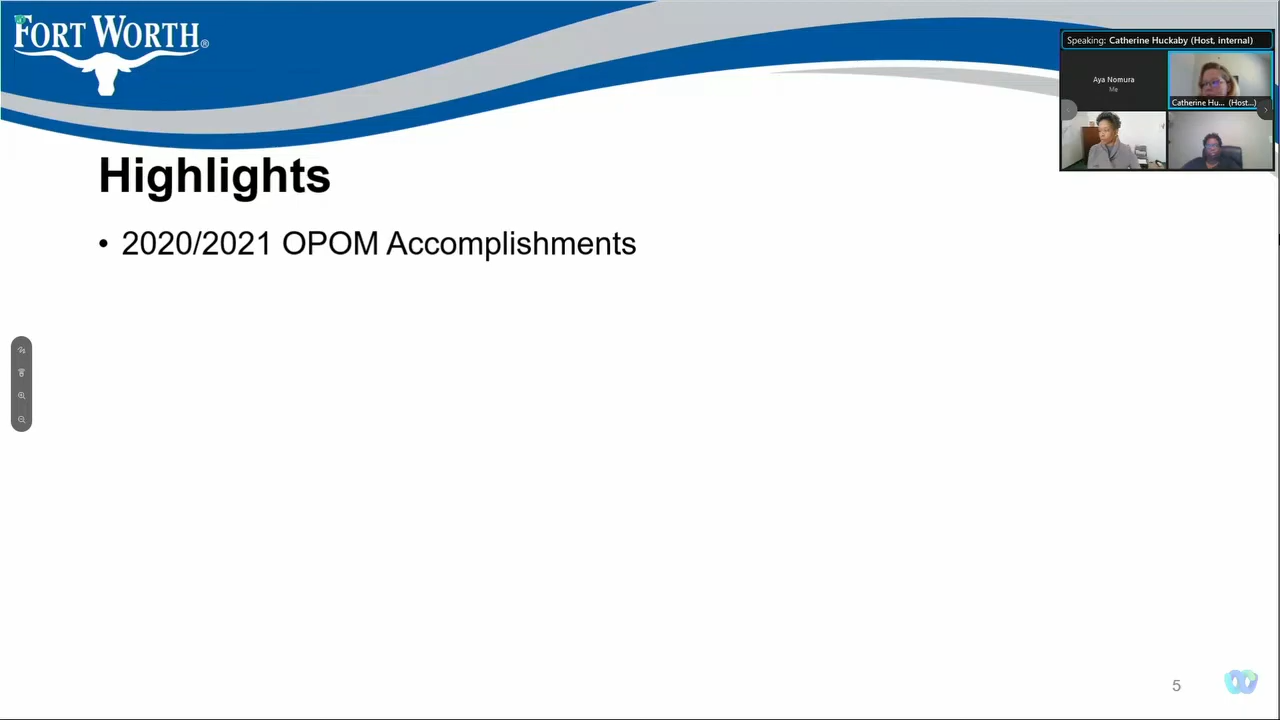 FORT WORTH®
Speaking: Catherine Huckaby (Host, internal)
Aya Nomura
Me
Catherine Hu... (Host...)
Highlights
• 2020/2021 OPOM Accomplishments
5